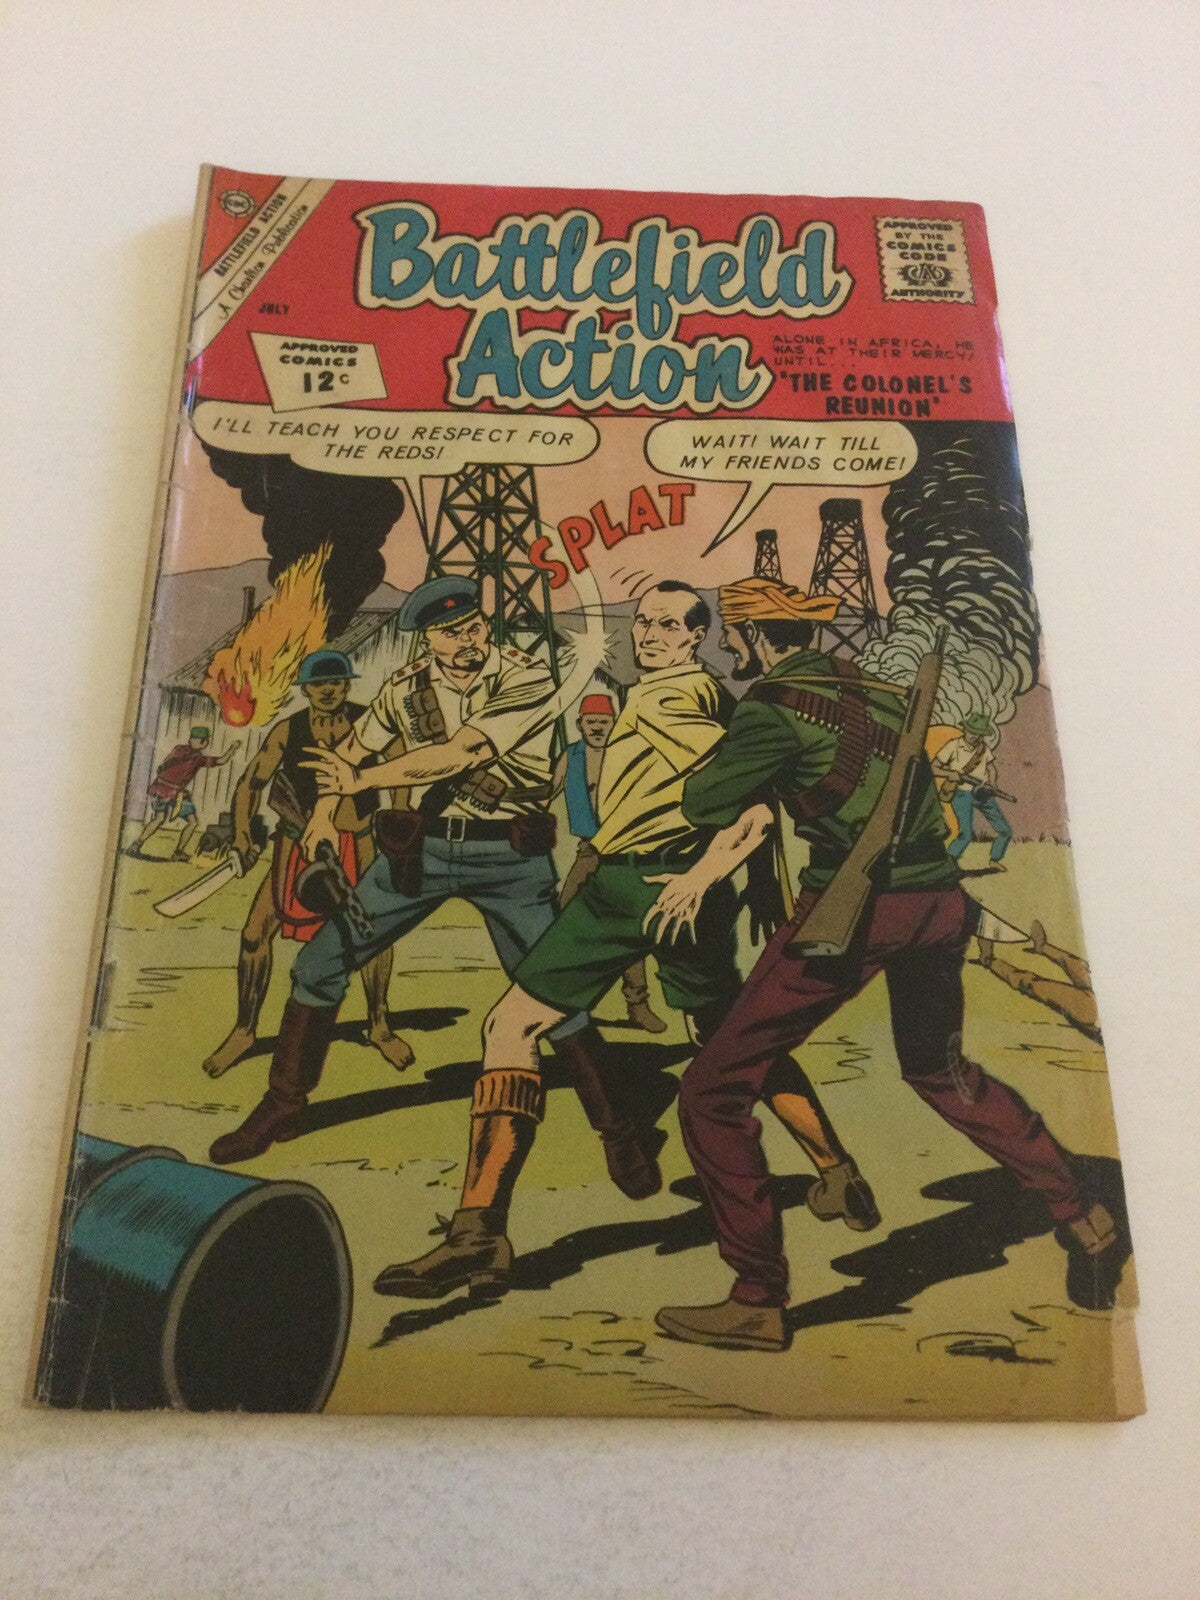 BATTLEFIELD ACTION
A Charlton Publication
JULY
APPROVED
COMICS
12¢
Battlefield
Action
APPROVED
BY THE
COMICS
CODE
AUTHORITY
ALONE IN AFRICA, HE
WAS AT THEIR MERCY!
UNTIL...
"THE COLONEL'S
REUNION"
I'LL TEACH YOU RESPECT FOR
THE REDS!
WAIT! WAIT TILL
MY FRIENDS COME!
SPLAT